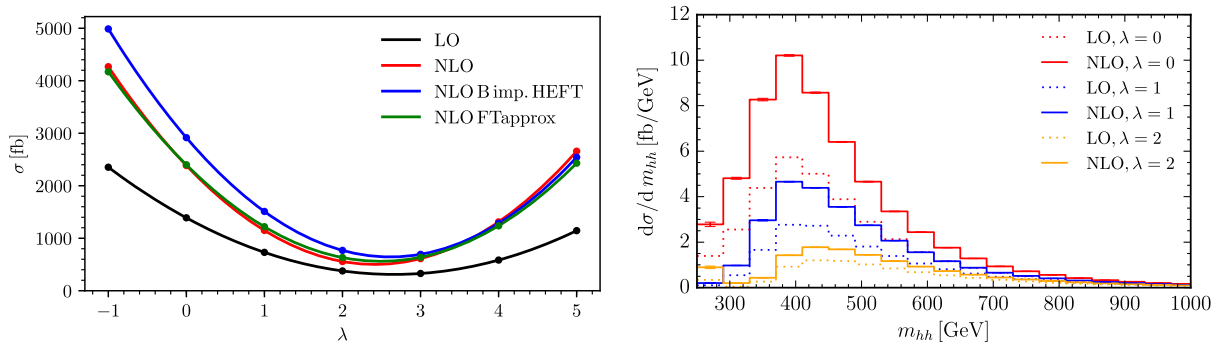 σ [fb]
5000
4000
3000
2000
1000
0
−1
0
1
2
3
4
5
λ
LO
NLO
NLO B imp. HEFT
NLO FTapprox
dσ/d m_hh [fb/GeV]
12
10
8
6
4
2
0
300
400
500
600
700
800
900
1000
m_hh [GeV]
LO, λ = 0
NLO, λ = 0
LO, λ = 1
NLO, λ = 1
LO, λ = 2
NLO, λ = 2